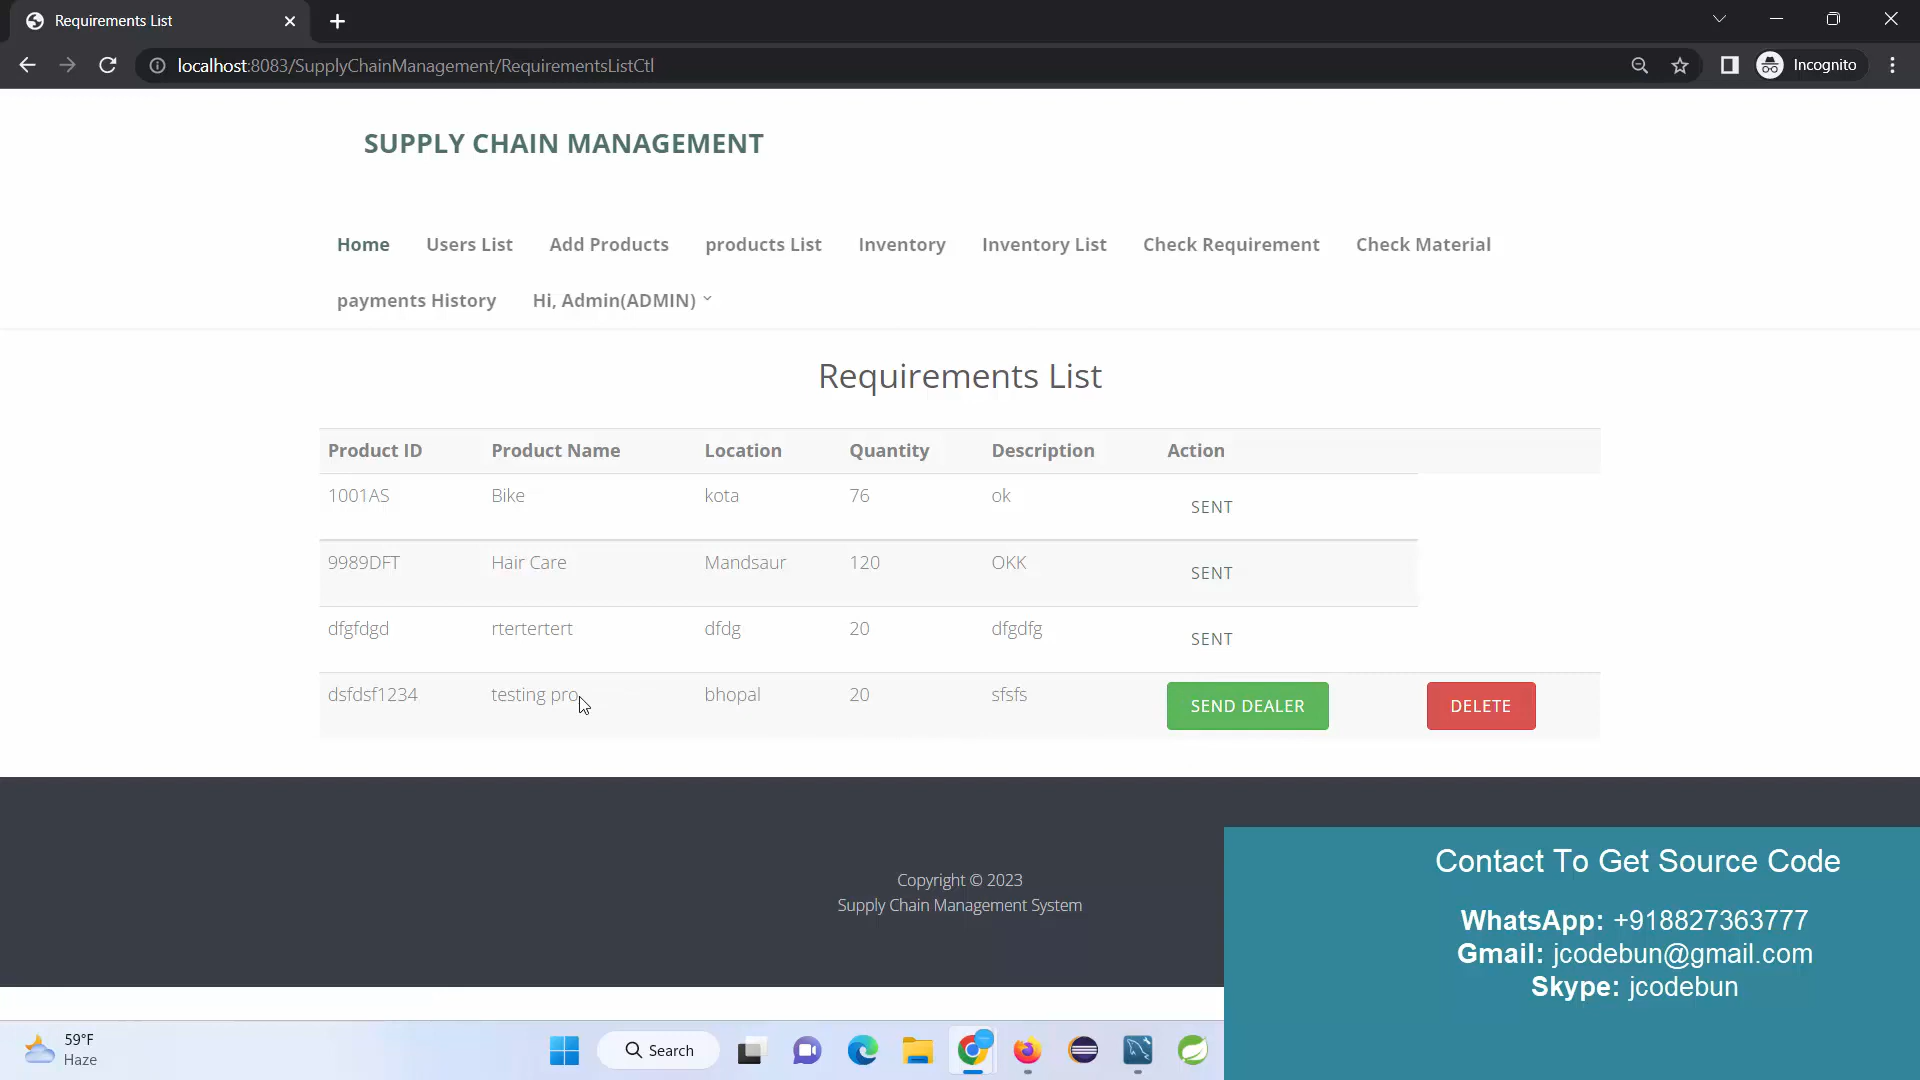 Requirements List
localhost:8083/SupplyChainManagement/RequirementsListCtl
Incognito
SUPPLY CHAIN MANAGEMENT
Home Users List Add Products products List Inventory Inventory List Check Requirement Check Material
payments History Hi, Admin(ADMIN)
Requirements List
Product ID Product Name Location Quantity Description Action
1001AS Bike kota 76 ok SENT
9989DFT Hair Care Mandsaur 120 OKK SENT
dfgfdgd rtertertert dfdg 20 dfgdfg SENT
dsfdsf1234 testing pro bhopal 20 sfsfs SEND DEALER DELETE
Copyright © 2023
Supply Chain Management System
Contact To Get Source Code
WhatsApp: +918827363777
Gmail: jcodebun@gmail.com
Skype: jcodebun
59°F
Haze
Search